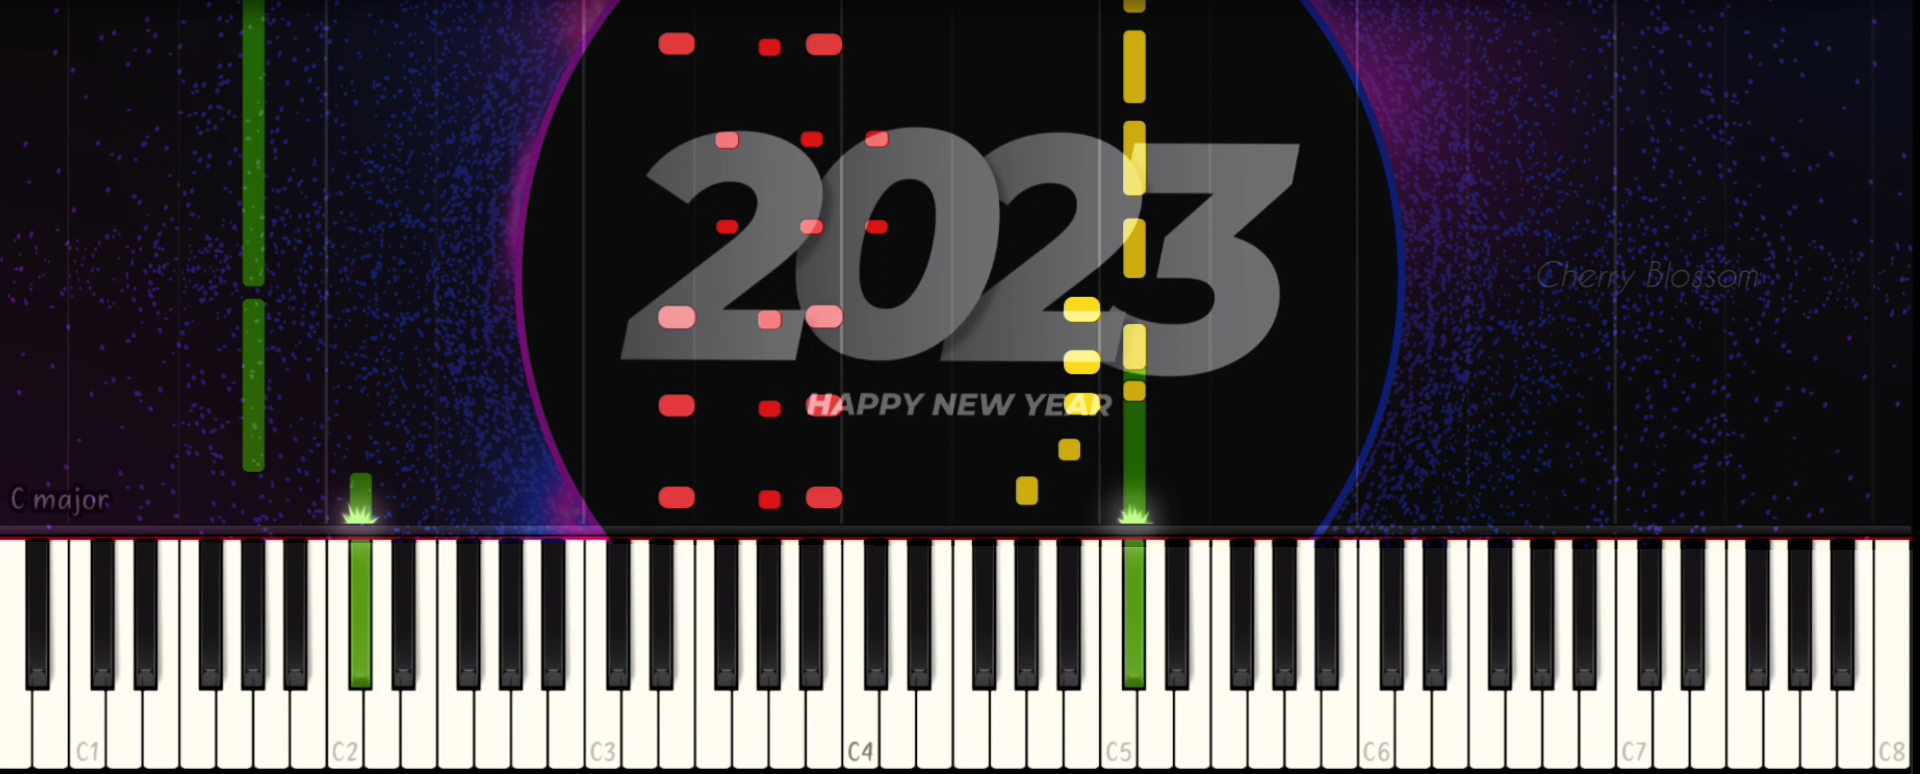 2023
Cherry Blossom
HAPPY NEW YEAR
C major
C1 C2 C3 C4 C5 C6 C7 C8